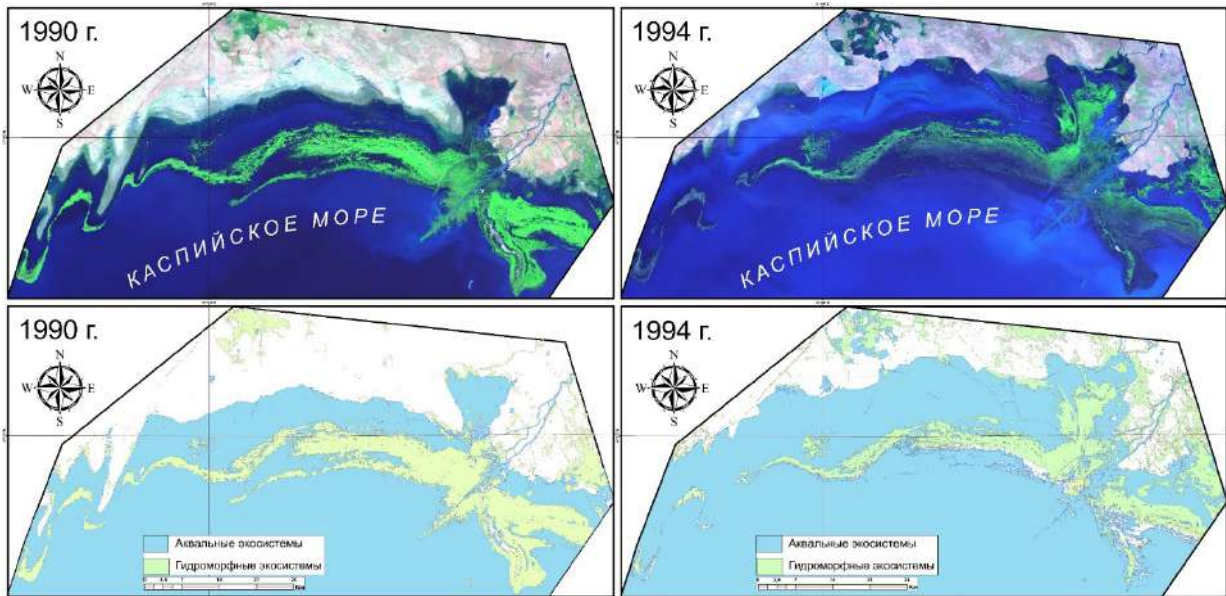 1990 г.
N
W E
S
КАСПИЙСКОЕ МОРЕ
1994 г.
N
W E
S
КАСПИЙСКОЕ МОРЕ
1990 г.
N
W E
S
Аквальные экосистемы
Гидроморфные экосистемы
1994 г.
N
W E
S
Аквальные экосистемы
Гидроморфные экосистемы